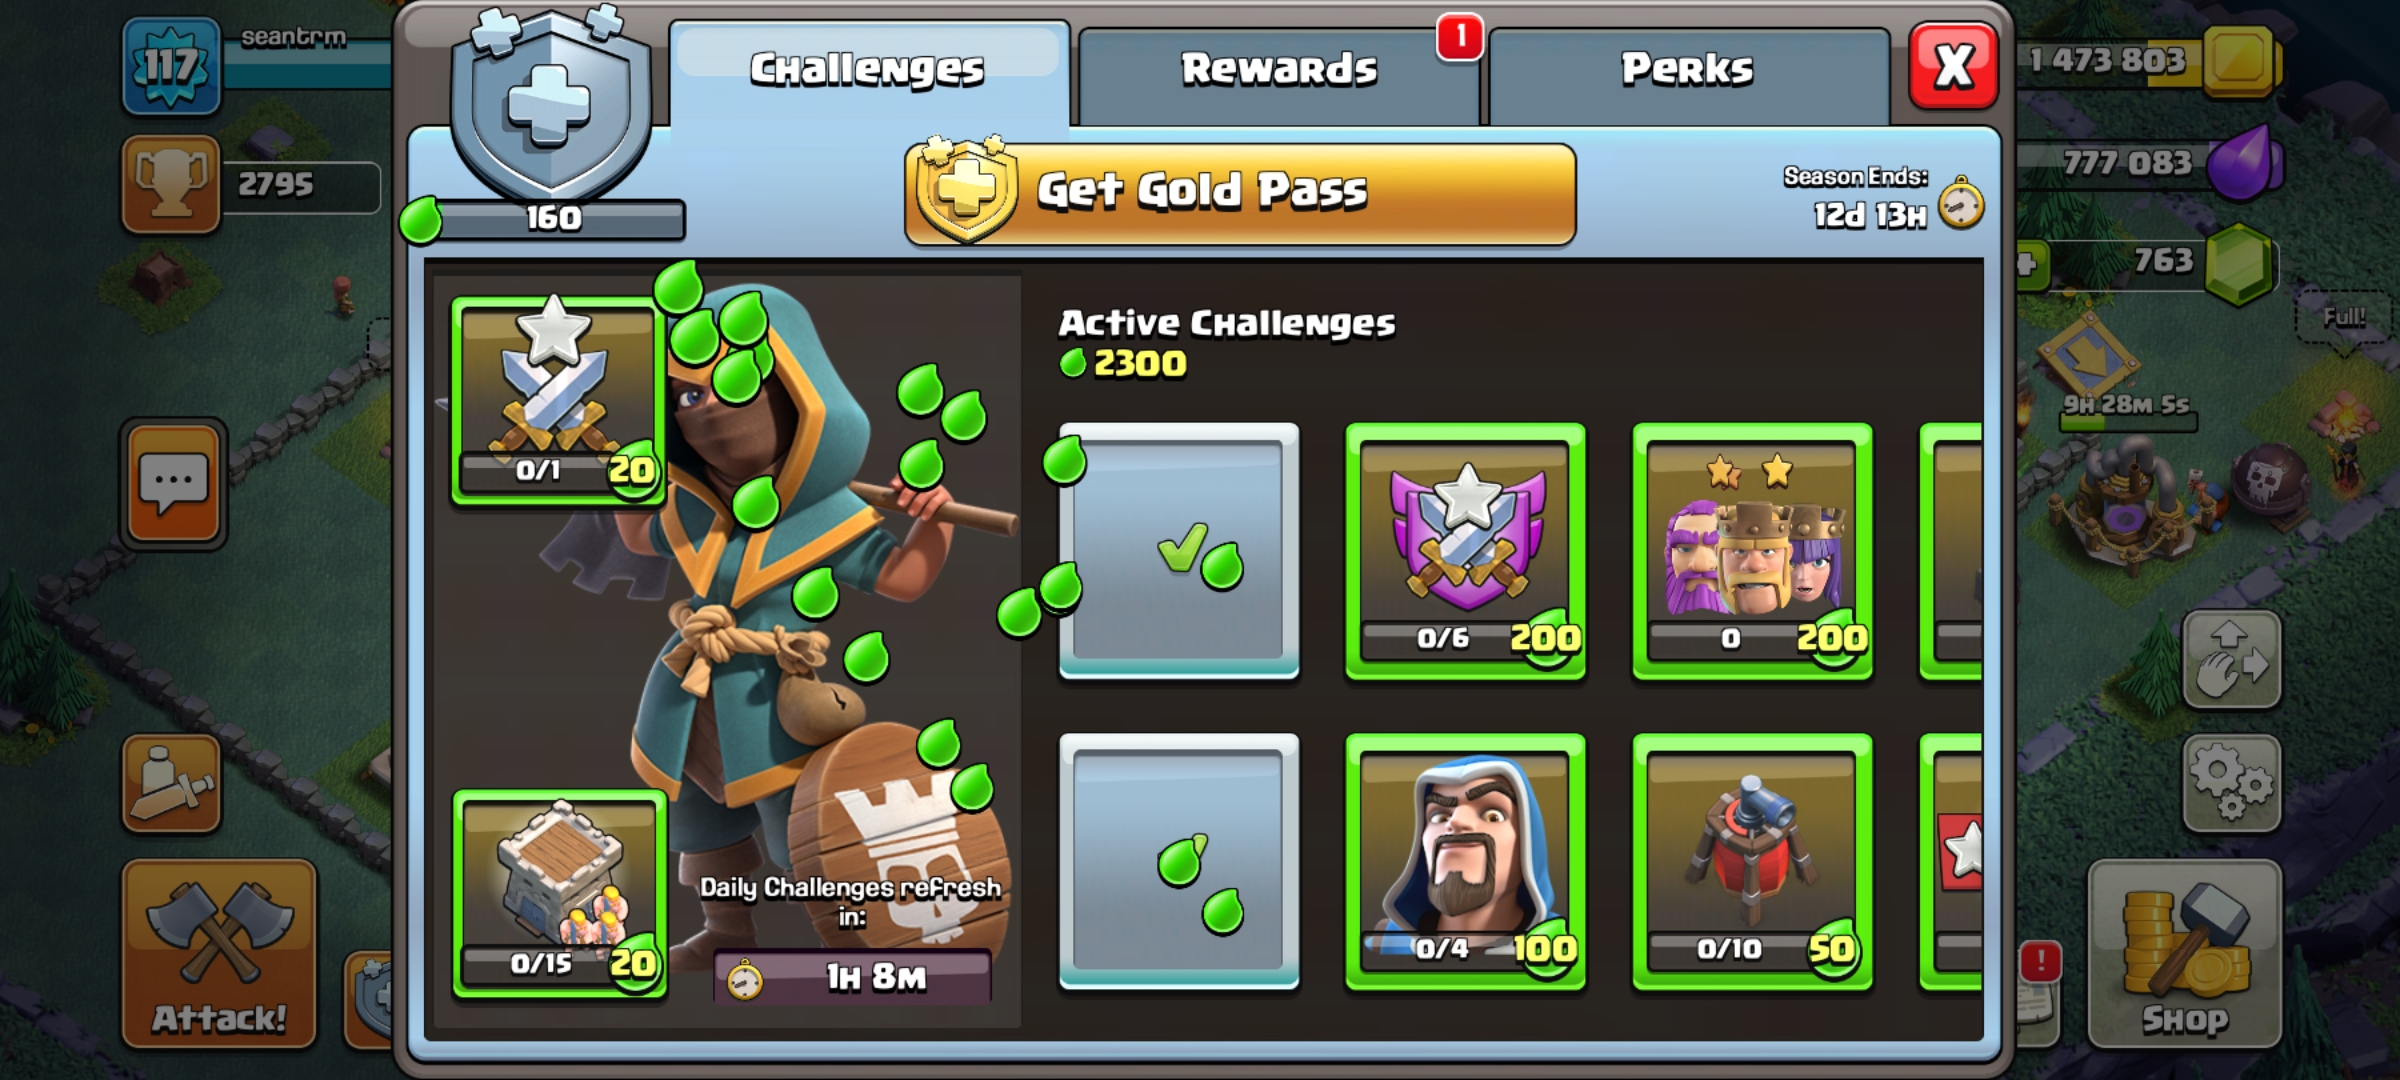 117
seantrm
2795
Challenges
Rewards
1
Perks
X
1 473 803
777 083
763
Full!
9H 28M 5s
160
Get Gold Pass
Season Ends:
12d 13H
Active Challenges
2300
0/1
20
0/6
200
0
200
0/15
20
Daily Challenges refresh
in:
1H 8M
0/4
100
0/10
50
Attack!
!
Shop